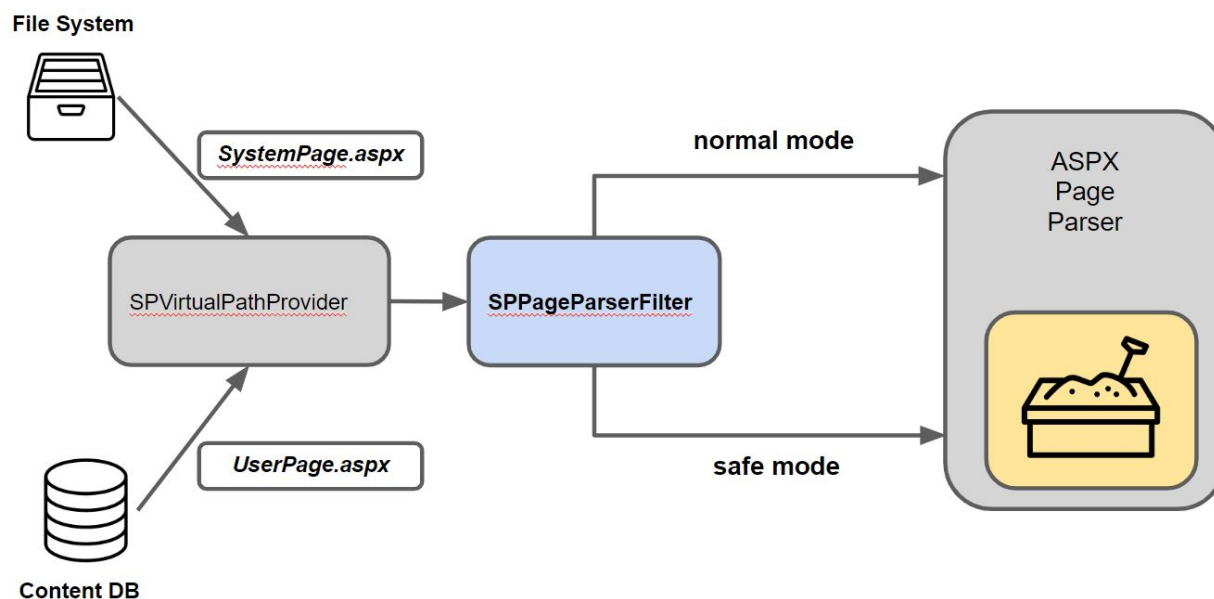 File System
SystemPage.aspx
normal mode
ASPX
Page
Parser
SPVirtualPathProvider
SPPageParserFilter
UserPage.aspx
safe mode
Content DB